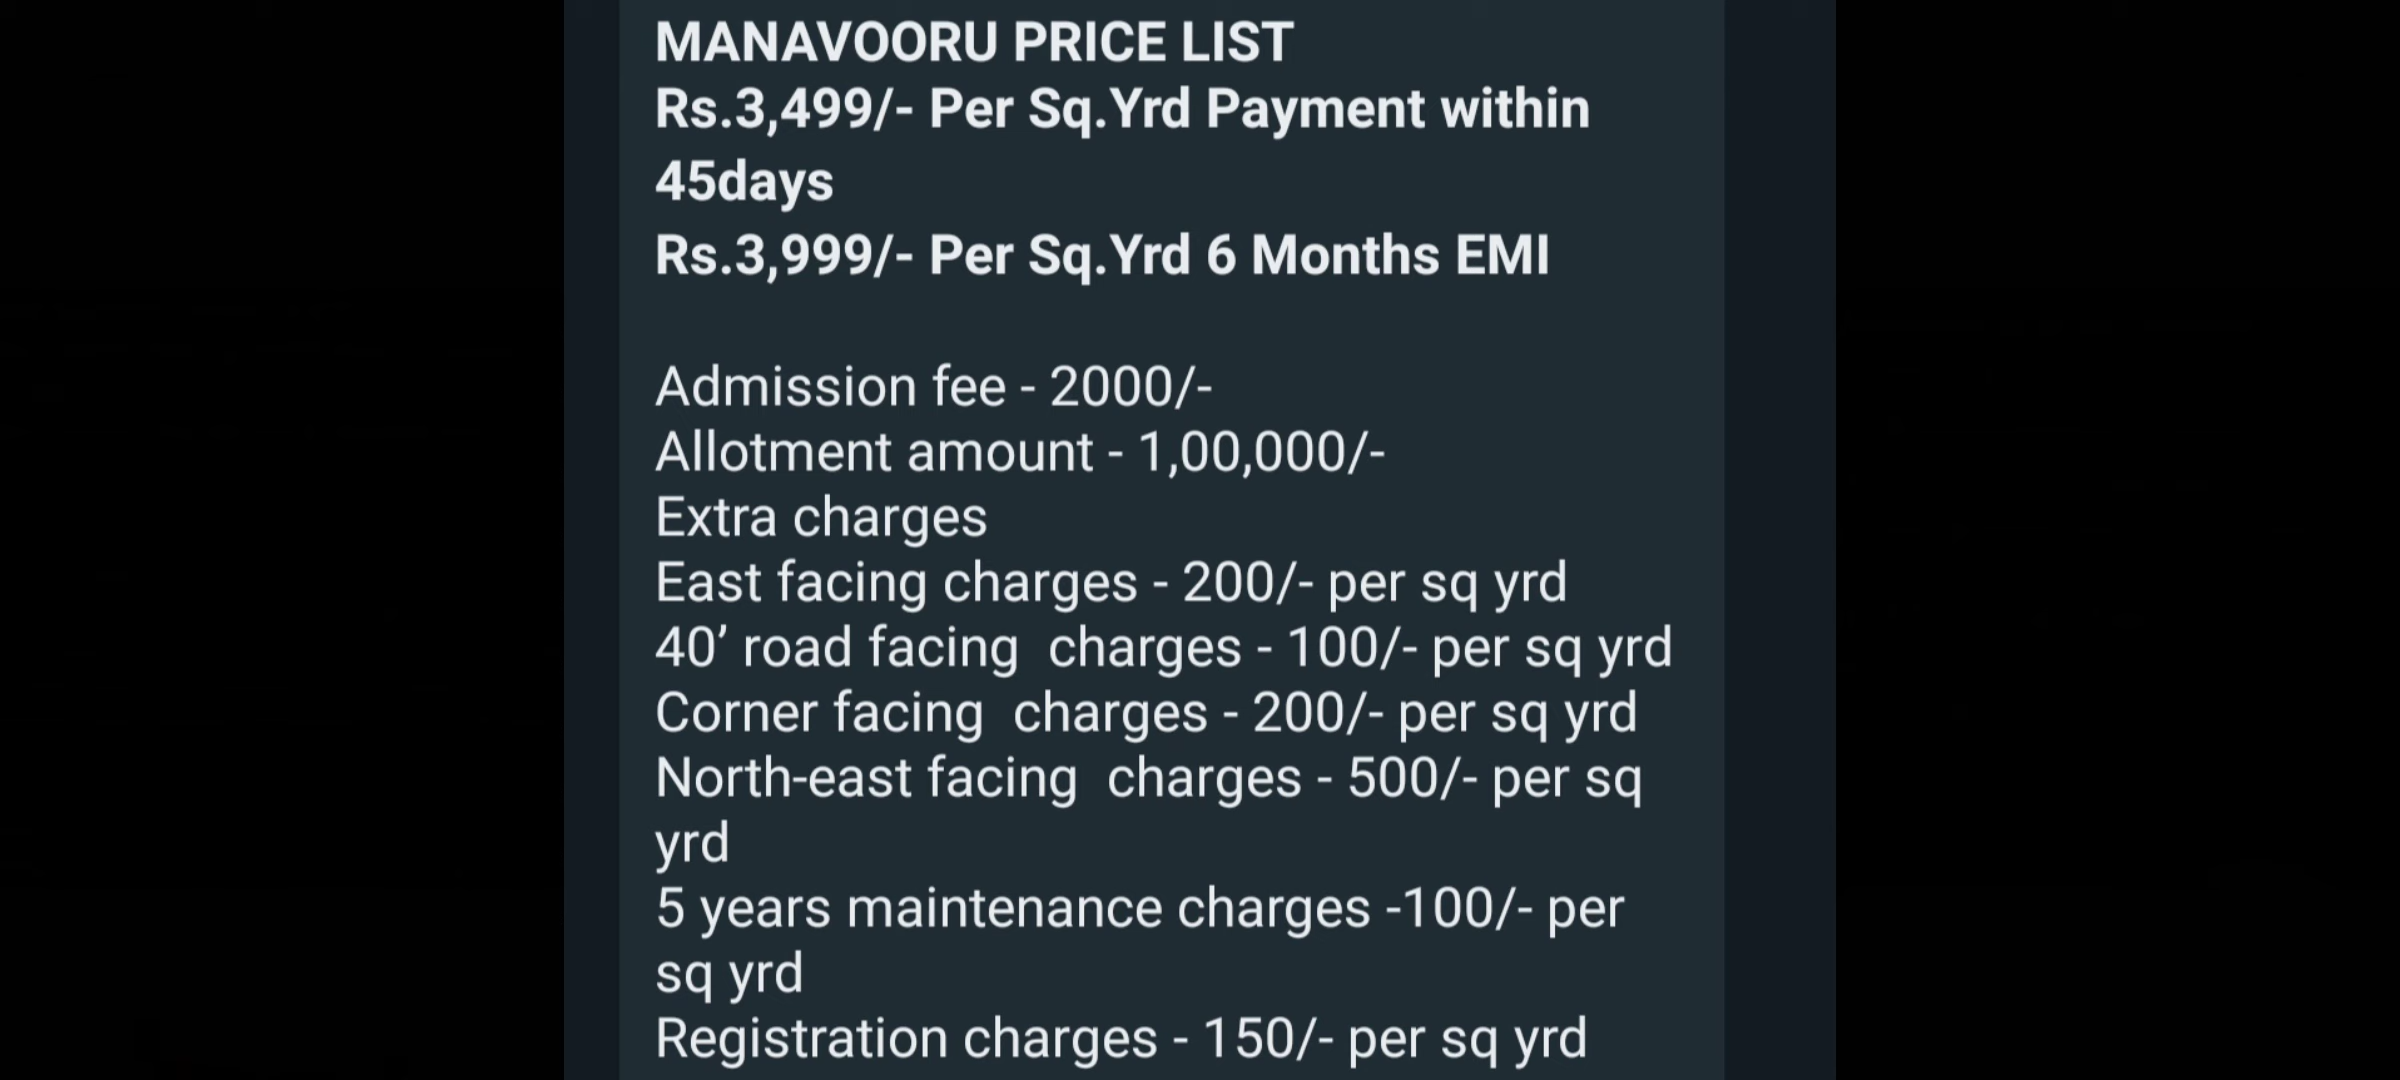 MANAVOORU PRICE LIST
Rs.3,499/- Per Sq.Yrd Payment within
45days
Rs.3,999/- Per Sq.Yrd 6 Months EMI
Admission fee - 2000/-
Allotment amount - 1,00,000/-
Extra charges
East facing charges - 200/- per sq yrd
40’ road facing  charges - 100/- per sq yrd
Corner facing  charges - 200/- per sq yrd
North-east facing  charges - 500/- per sq
yrd
5 years maintenance charges -100/- per
sq yrd
Registration charges - 150/- per sq yrd